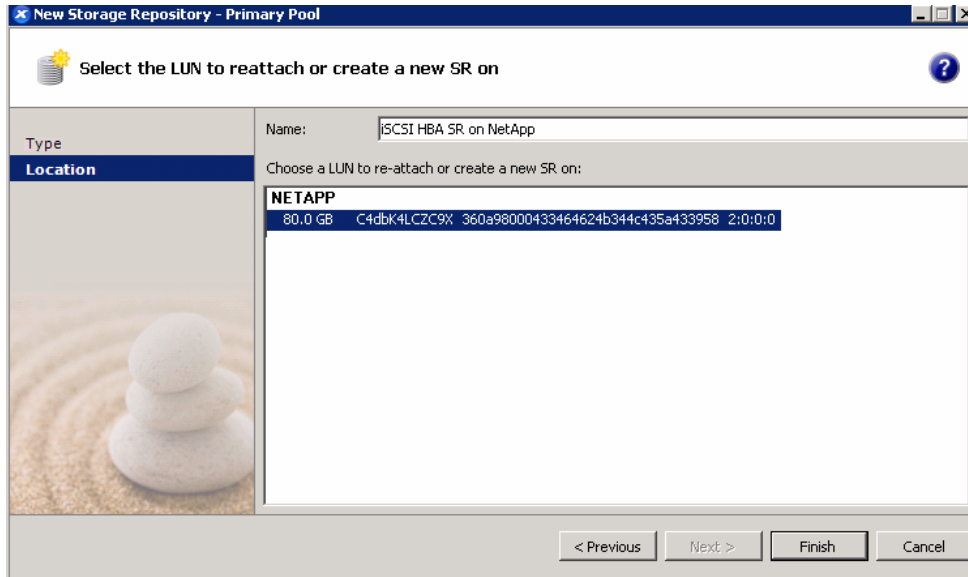 New Storage Repository - Primary Pool
Select the LUN to reattach or create a new SR on
?
Type
Location
Name: iSCSI HBA SR on NetApp
Choose a LUN to re-attach or create a new SR on:
NETAPP
80.0 GB C4dbK4LCZC9X 360a98000433464624b344c435a433958 2:0:0:0
< Previous Next > Finish Cancel